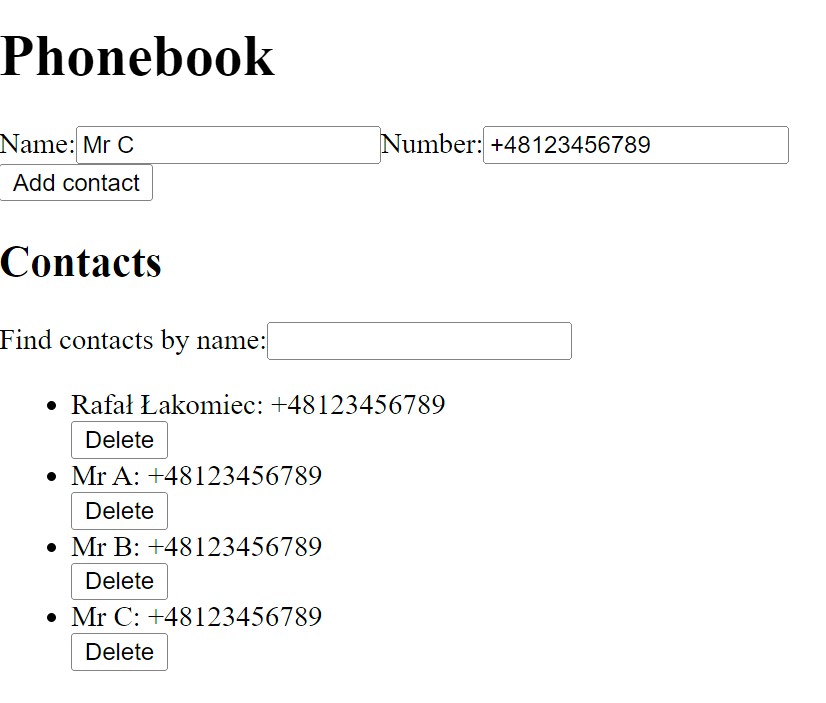 Phonebook
Name: Mr C Number: +48123456789
Add contact
Contacts
Find contacts by name:
Rafał Łakomiec: +48123456789
Delete
Mr A: +48123456789
Delete
Mr B: +48123456789
Delete
Mr C: +48123456789
Delete